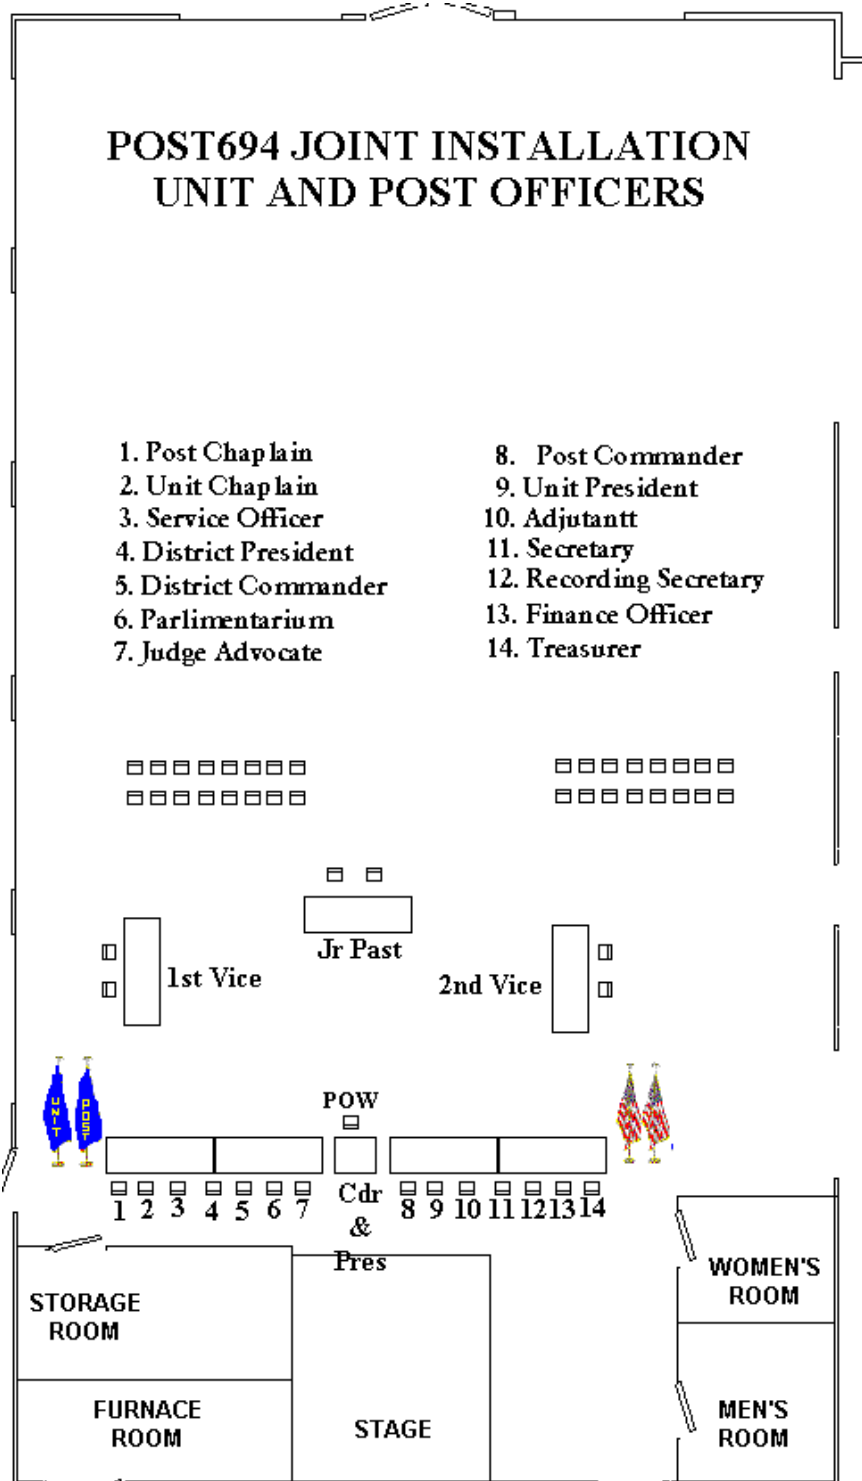 POST694 JOINT INSTALLATION
UNIT AND POST OFFICERS
1. Post Chaplain
2. Unit Chaplain
3. Service Officer
4. District President
5. District Commander
6. Parlimentarium
7. Judge Advocate
8. Post Commander
9. Unit President
10. Adjutantt
11. Secretary
12. Recording Secretary
13. Finance Officer
14. Treasurer
Jr Past
1st Vice
2nd Vice
UNIT
POST
POW
1 2 3 4 5 6 7
Cdr
&
Pres
8 9 10 11 12 13 14
STORAGE
ROOM
WOMEN'S
ROOM
FURNACE
ROOM
STAGE
MEN'S
ROOM